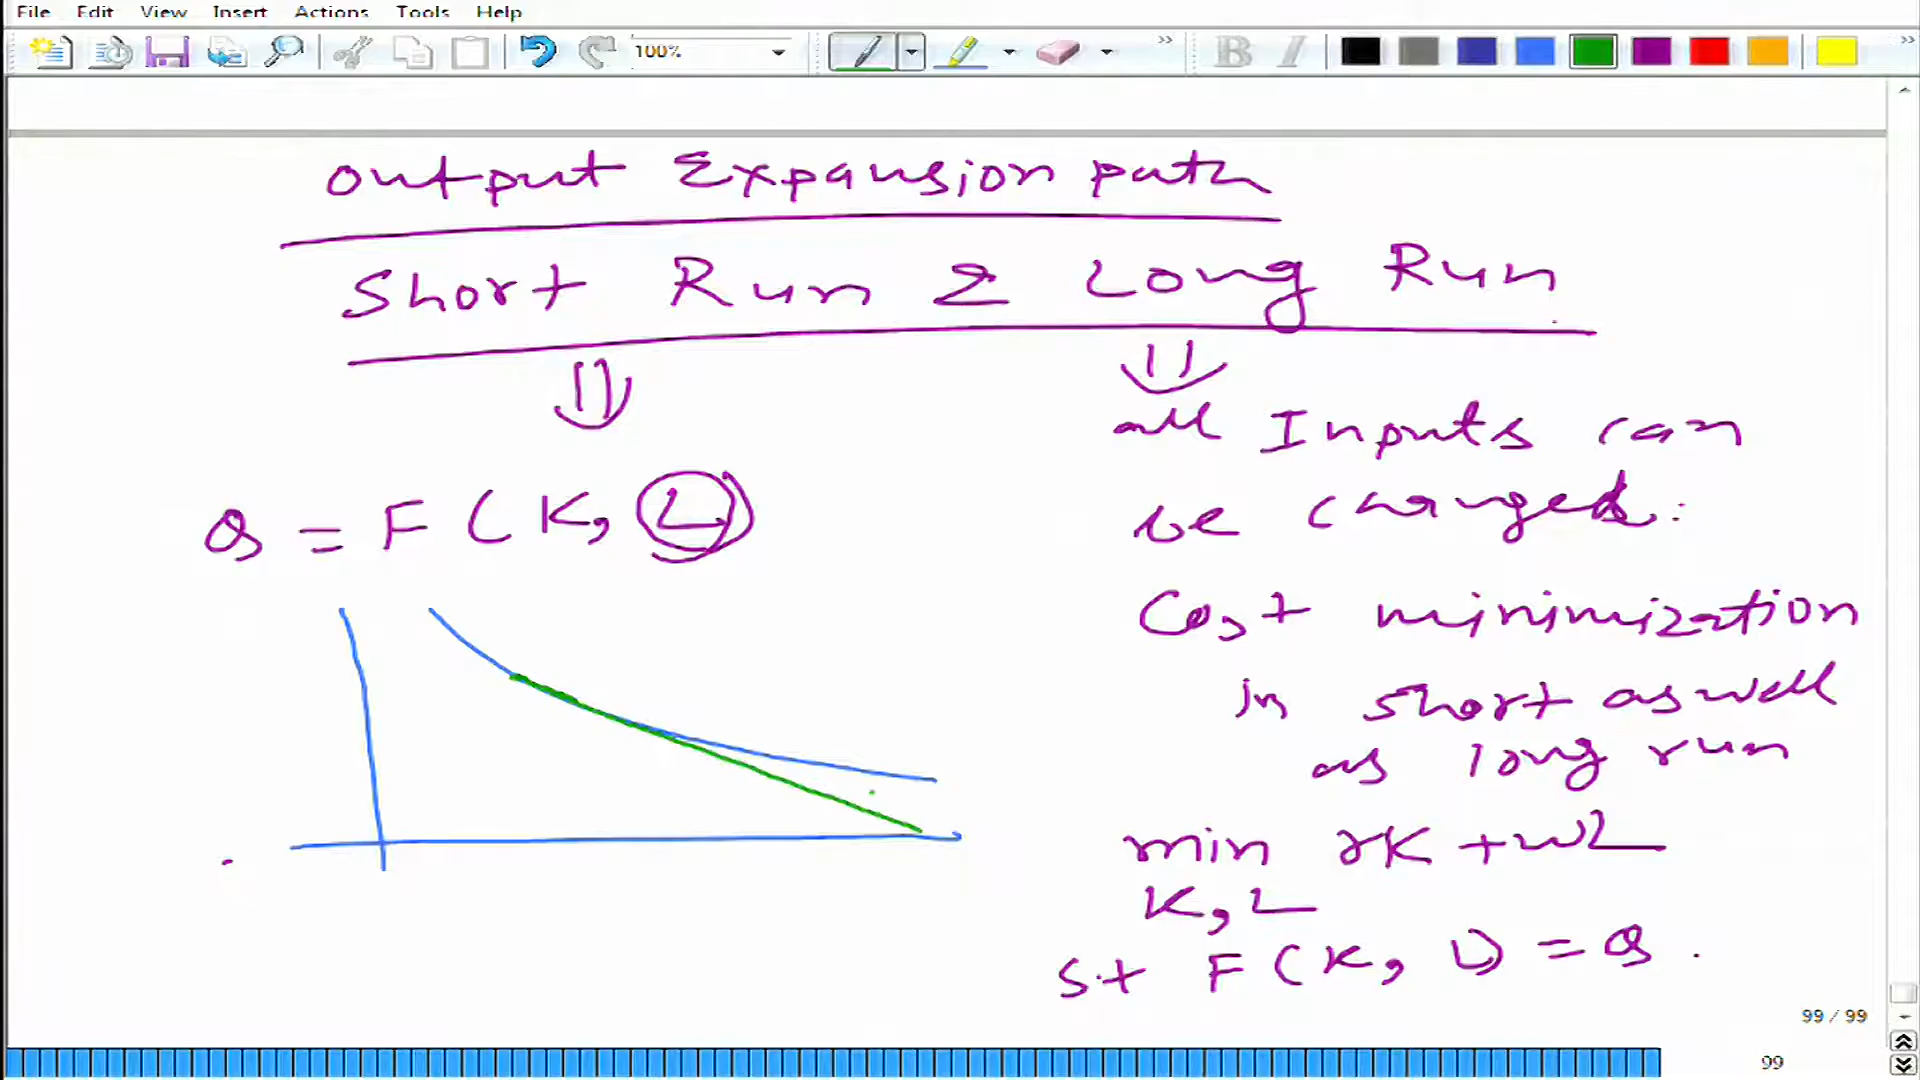 File Edit View Insert Actions Tools Help
100%
B I
Output Expansion path
Short Run & Long Run
all Inputs can
be changed.
Q = F (K, L)
Cost minimization
in short as well
as long run
min rK + wL
K, L
s.t F (K, L) = Q.
99 / 99
99